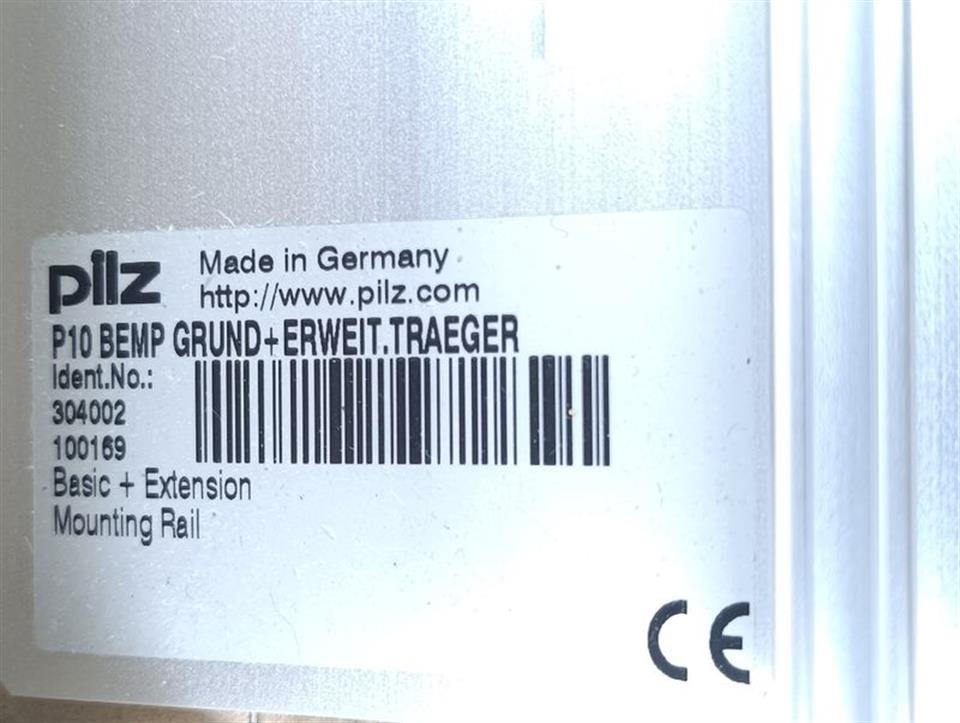 pilz Made in Germany
http://www.pilz.com
P10 BEMP GRUND+ERWEIT.TRAEGER
Ident.No.:
304002
100169
Basic + Extension
Mounting Rail
CE